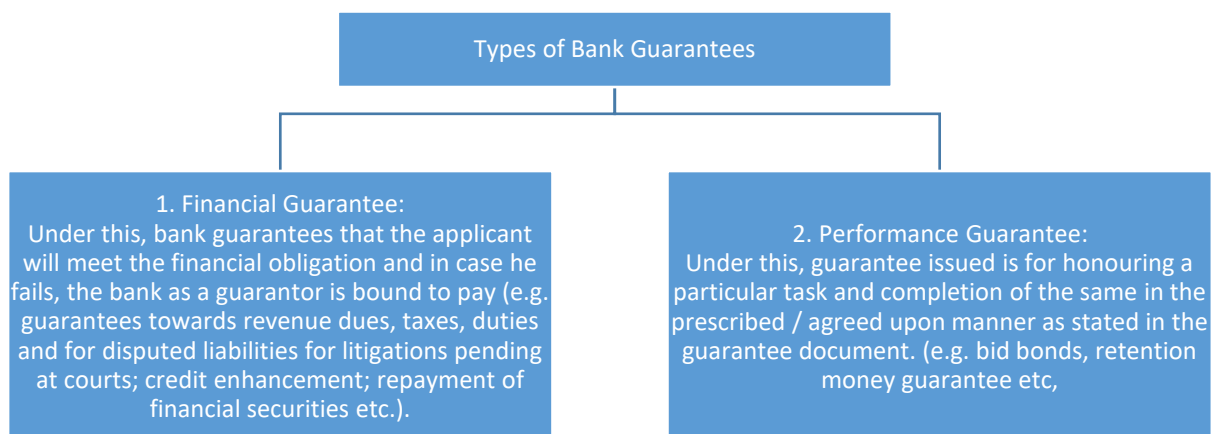 Types of Bank Guarantees
1. Financial Guarantee:
Under this, bank guarantees that the applicant
will meet the financial obligation and in case he
fails, the bank as a guarantor is bound to pay (e.g.
guarantees towards revenue dues, taxes, duties
and for disputed liabilities for litigations pending
at courts; credit enhancement; repayment of
financial securities etc.).
2. Performance Guarantee:
Under this, guarantee issued is for honouring a
particular task and completion of the same in the
prescribed / agreed upon manner as stated in the
guarantee document. (e.g. bid bonds, retention
money guarantee etc,